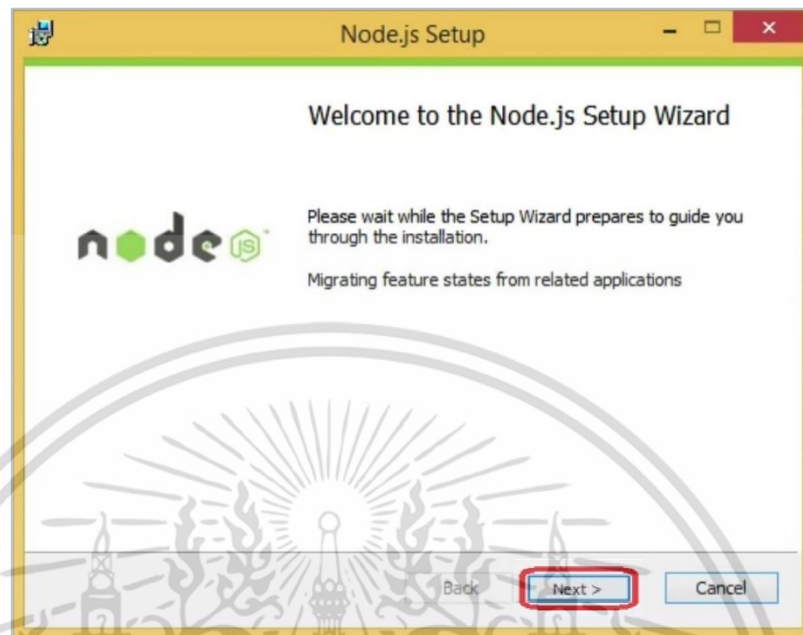 Node.js Setup
Welcome to the Node.js Setup Wizard
node JS
Please wait while the Setup Wizard prepares to guide you
through the installation.
Migrating feature states from related applications
Back
Next >
Cancel